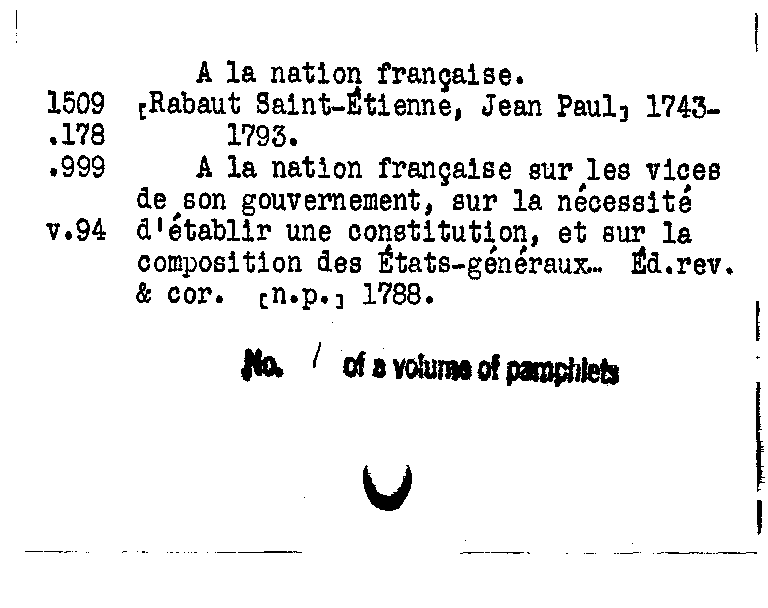 A la nation française.
1509 [Rabaut Saint-Étienne, Jean Paul] 1743-
.178 1793.
.999 A la nation française sur les vices
de son gouvernement, sur la nécessité
v.94 d'établir une constitution, et sur la
composition des États-généraux… Éd.rev.
& cor. [n.p.] 1788.
No. 1 of a volume of pamphlets